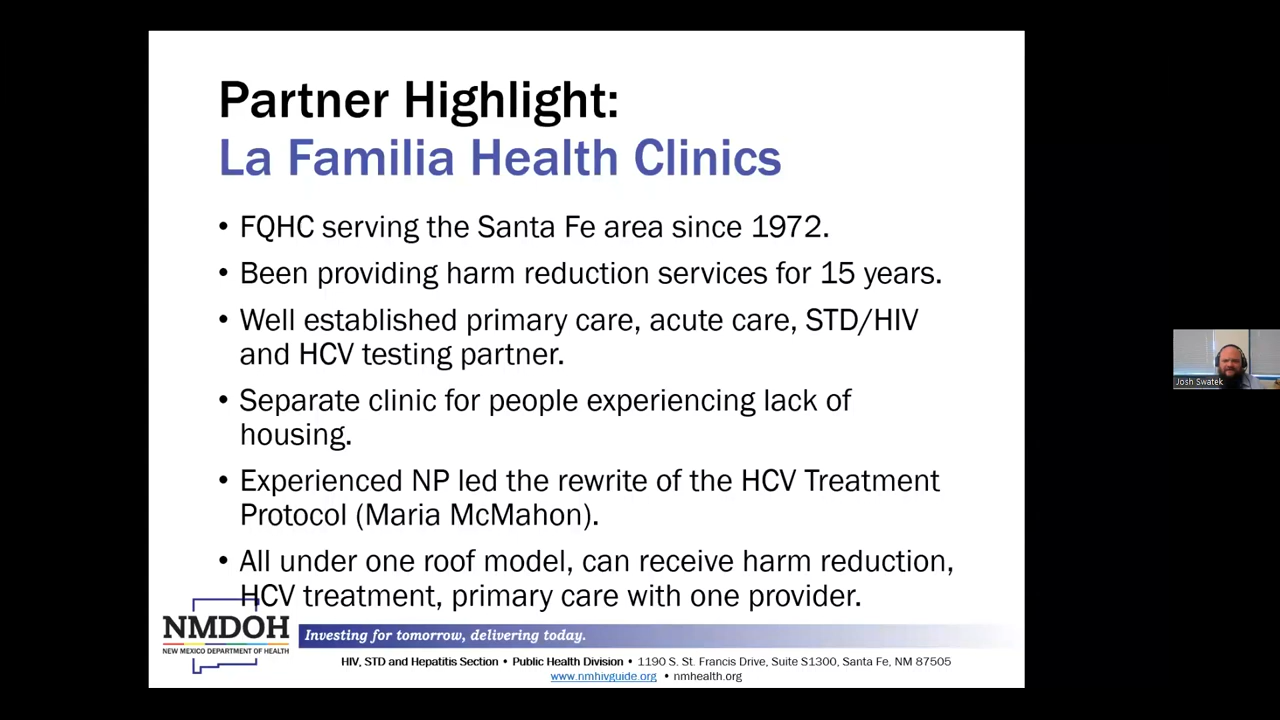 Partner Highlight:
La Familia Health Clinics
• FQHC serving the Santa Fe area since 1972.
• Been providing harm reduction services for 15 years.
• Well established primary care, acute care, STD/HIV
and HCV testing partner.
• Separate clinic for people experiencing lack of
housing.
• Experienced NP led the rewrite of the HCV Treatment
Protocol (Maria McMahon).
• All under one roof model, can receive harm reduction,
HCV treatment, primary care with one provider.
NMDOH
NEW MEXICO DEPARTMENT OF HEALTH
Investing for tomorrow, delivering today.
HIV, STD and Hepatitis Section • Public Health Division • 1190 S. St. Francis Drive, Suite S1300, Santa Fe, NM 87505
www.nmhivguide.org • nmhealth.org
Josh Swatek